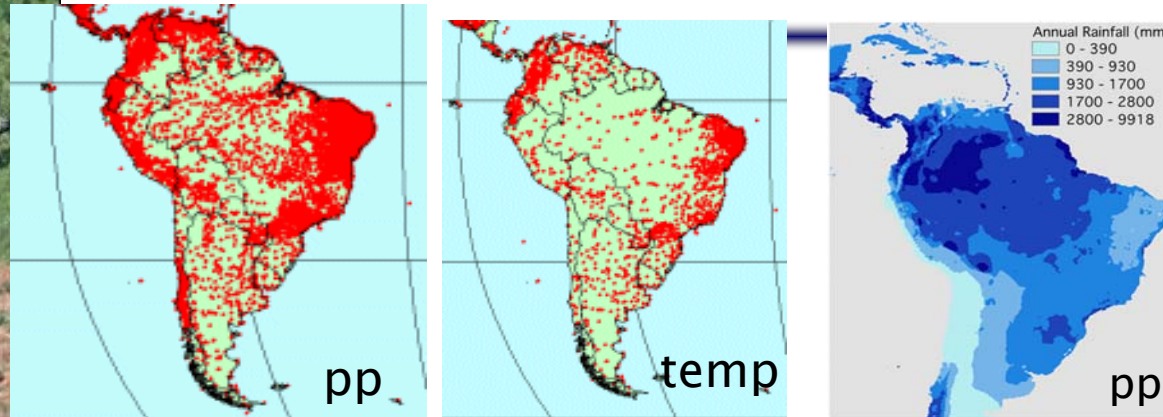 Annual Rainfall (mm
0 - 390
390 - 930
930 - 1700
1700 - 2800
2800 - 9918
pp
temp
pp